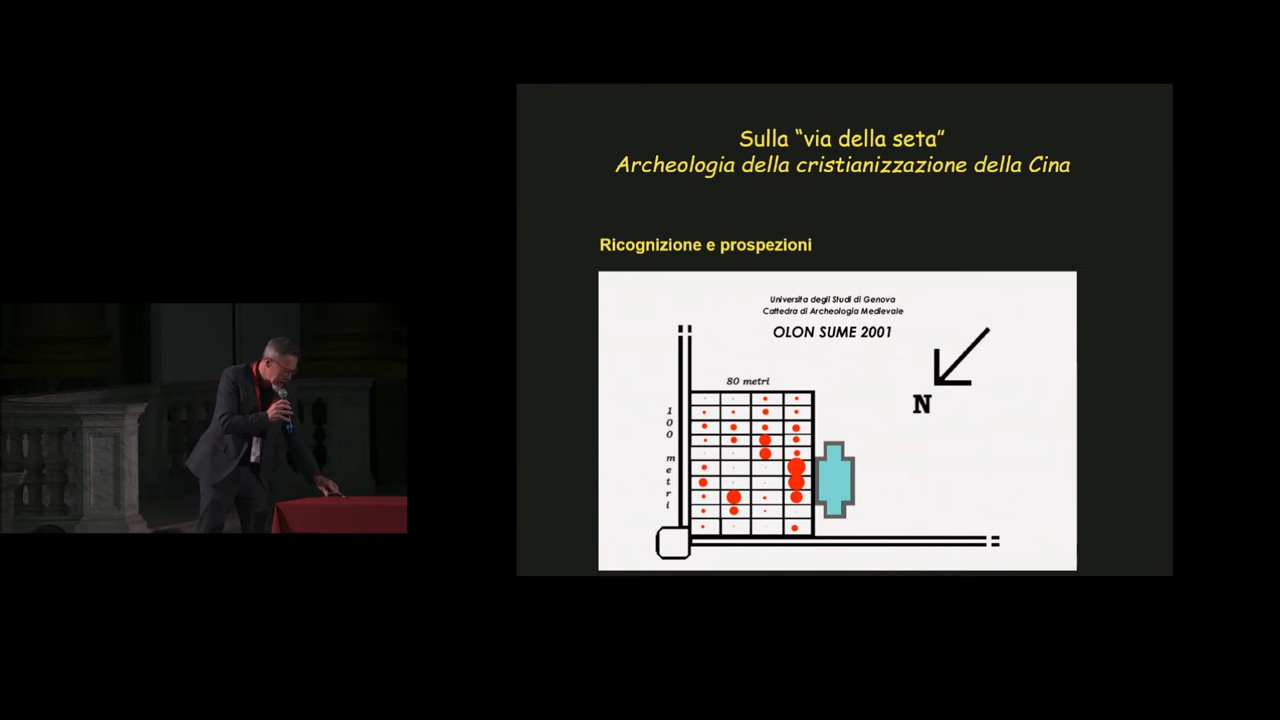 Sulla “via della seta”
Archeologia della cristianizzazione della Cina
Ricognizione e prospezioni
Universita degli Studi di Genova
Cattedra di Archeologia Medievale
OLON SUME 2001
80 metri
100 metri
N